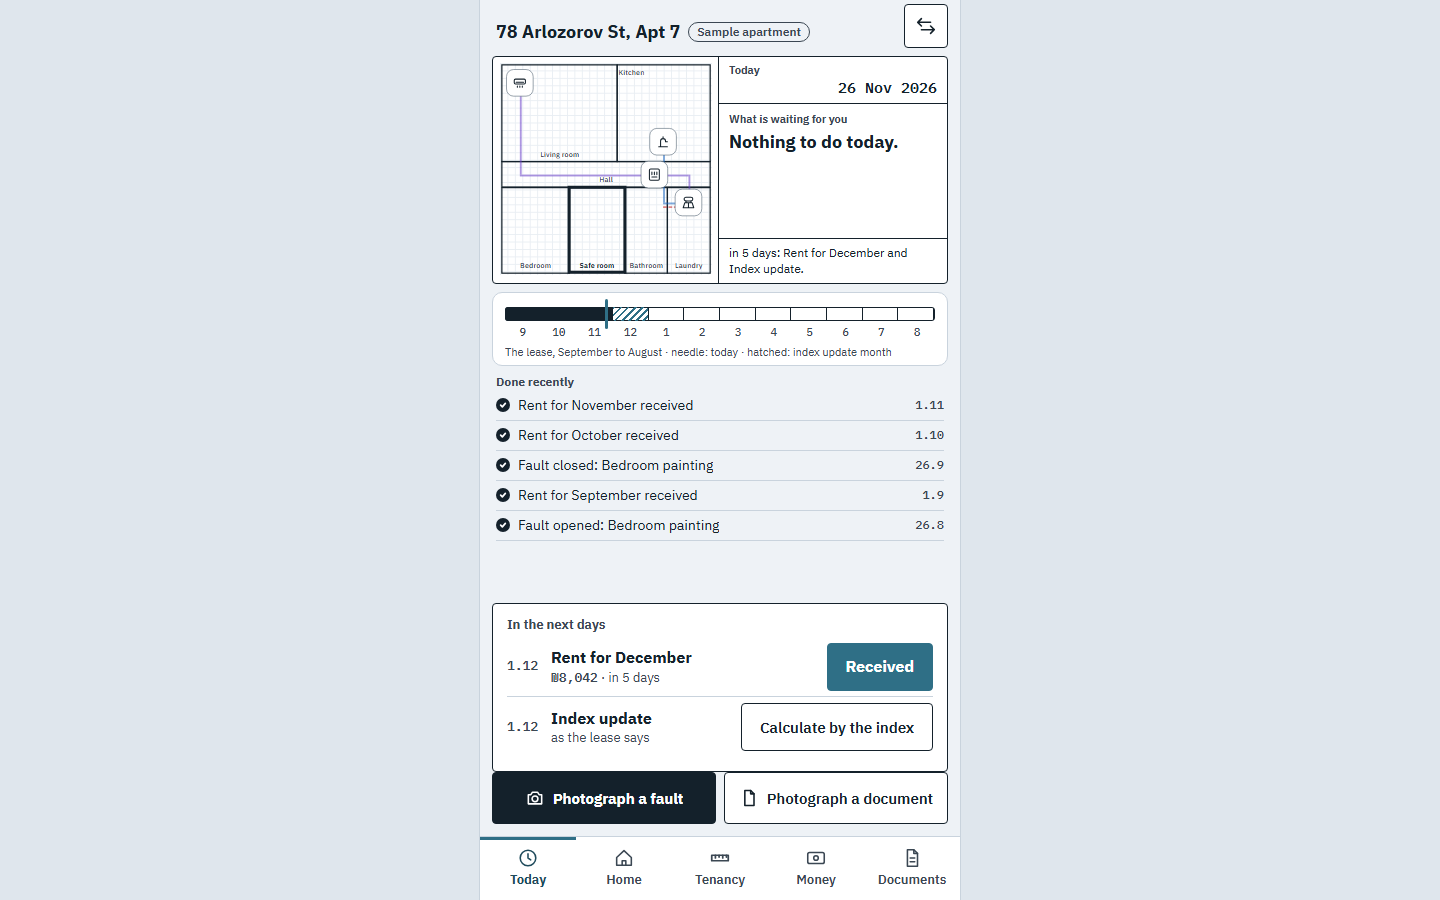 78 Arlozorov St, Apt 7
Sample apartment
Kitchen
Living room
Hall
Bedroom
Safe room
Bathroom
Laundry
Today
26 Nov 2026
What is waiting for you
Nothing to do today.
in 5 days: Rent for December and
Index update.
9 10 11 12 1 2 3 4 5 6 7 8
The lease, September to August · needle: today · hatched: index update month
Done recently
Rent for November received 1.11
Rent for October received 1.10
Fault closed: Bedroom painting 26.9
Rent for September received 1.9
Fault opened: Bedroom painting 26.8
In the next days
1.12 Rent for December
₪8,042 · in 5 days
Received
1.12 Index update
as the lease says
Calculate by the index
Photograph a fault
Photograph a document
Today
Home
Tenancy
Money
Documents